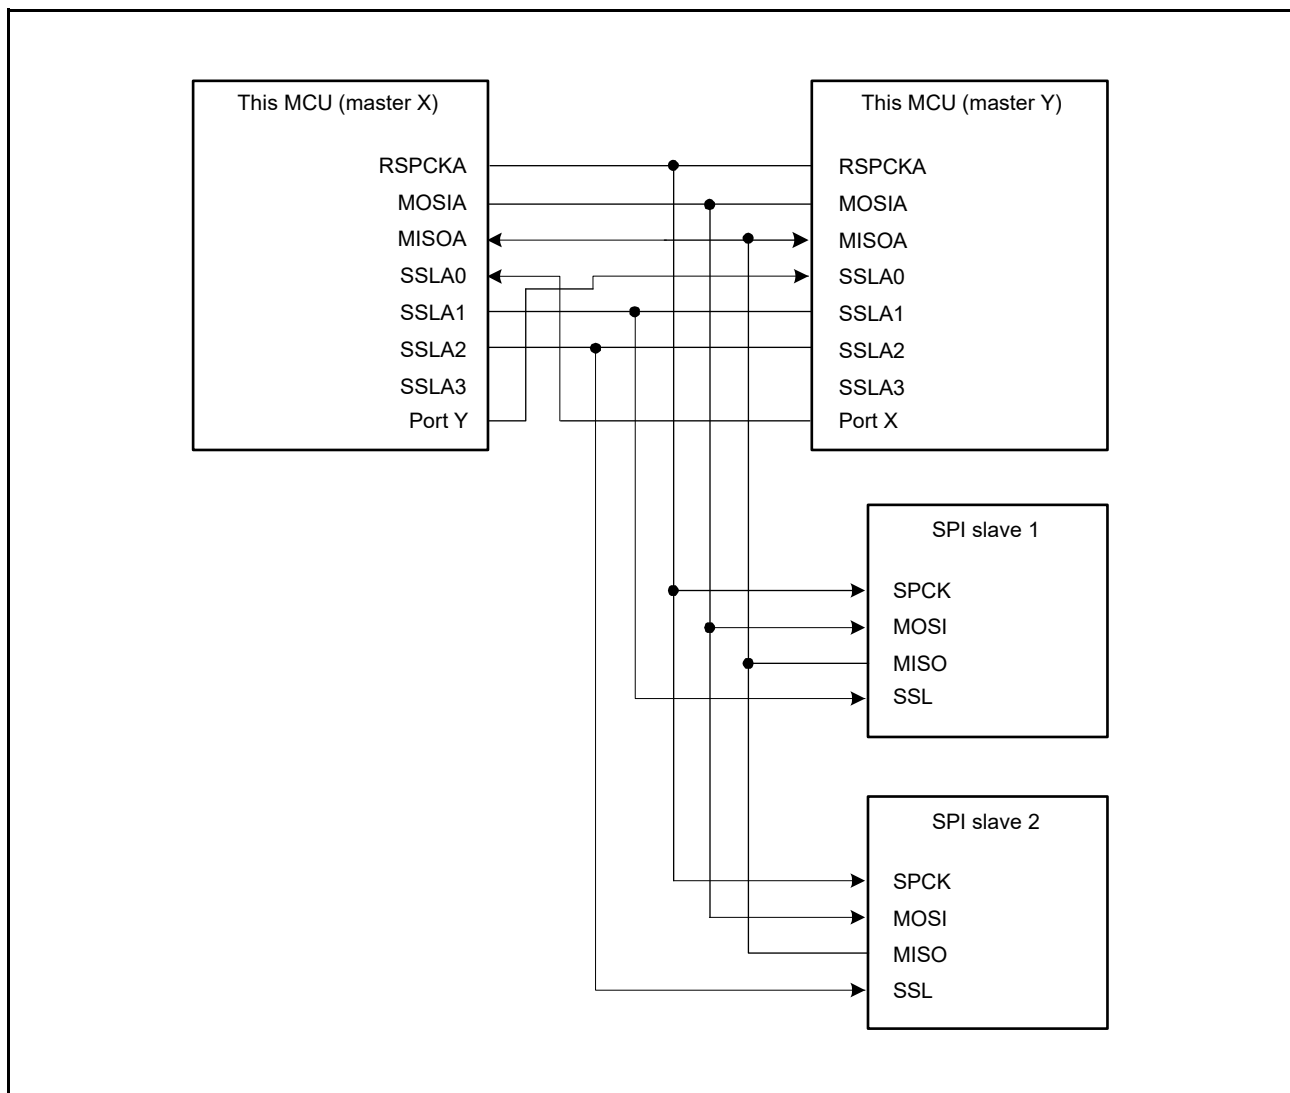 This MCU (master X)
RSPCKA
MOSIA
MISOA
SSLA0
SSLA1
SSLA2
SSLA3
Port Y
This MCU (master Y)
RSPCKA
MOSIA
MISOA
SSLA0
SSLA1
SSLA2
SSLA3
Port X
SPI slave 1
SPCK
MOSI
MISO
SSL
SPI slave 2
SPCK
MOSI
MISO
SSL